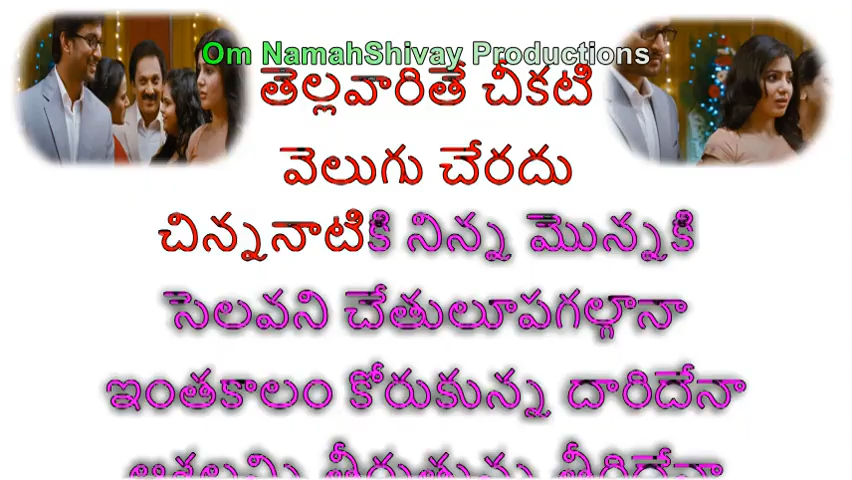 Om NamahShivay Productions
తెల్లవారితే చీకటి
వెలుగు చేరదు
చిన్ననాటికి నిన్న మొన్నకి
సెలవని చేతులూపగల్గానా
ఇంతకాలం కోరుకున్న దారిదేనా